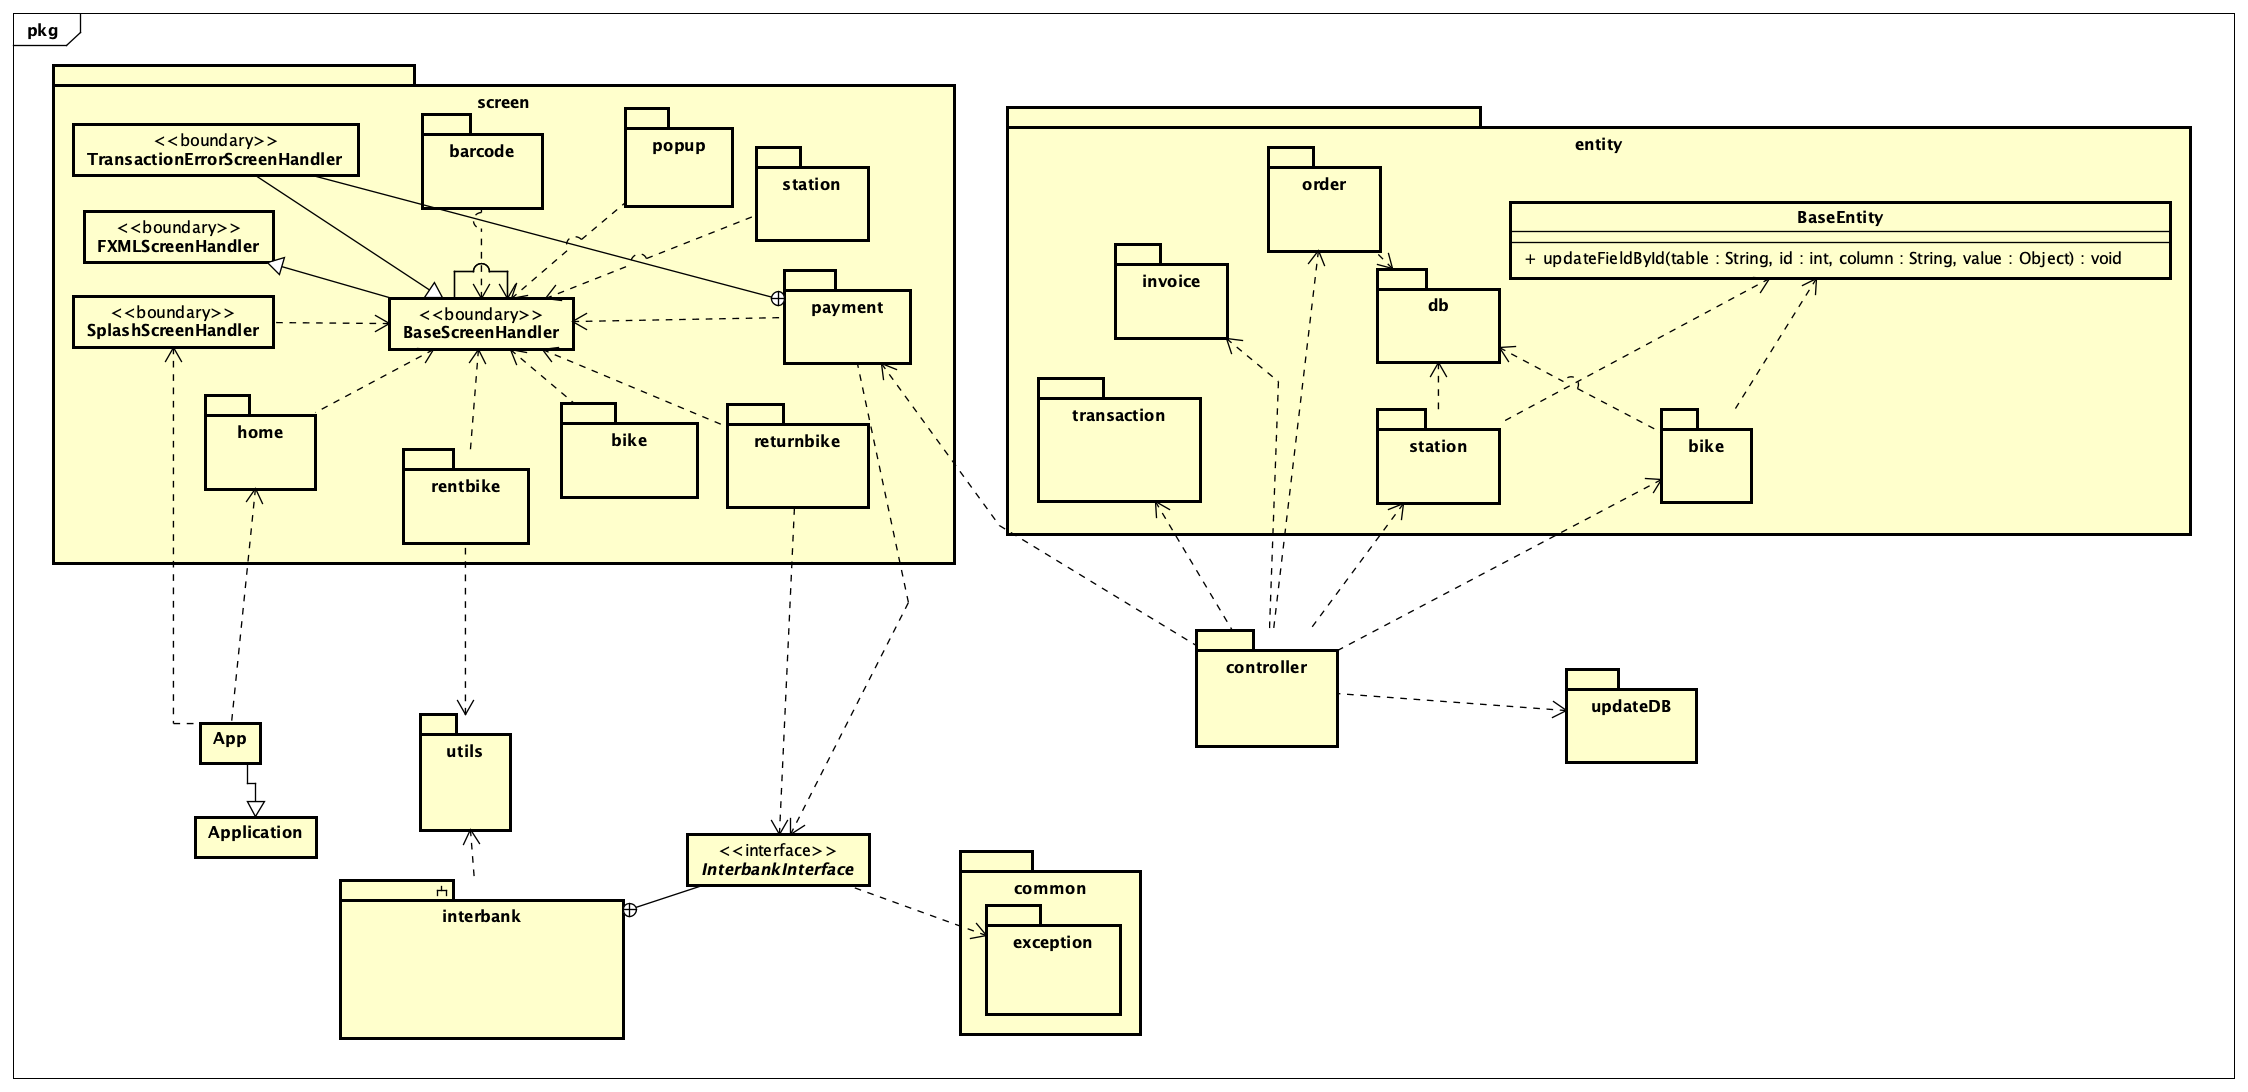 pkg
screen
<<boundary>>
TransactionErrorScreenHandler
barcode
popup
station
<<boundary>>
FXMLScreenHandler
<<boundary>>
SplashScreenHandler
<<boundary>>
BaseScreenHandler
payment
home
rentbike
bike
returnbike
entity
order
BaseEntity
+ updateFieldById(table : String, id : int, column : String, value : Object) : void
invoice
db
transaction
station
bike
controller
updateDB
App
Application
utils
<<interface>>
InterbankInterface
interbank
common
exception